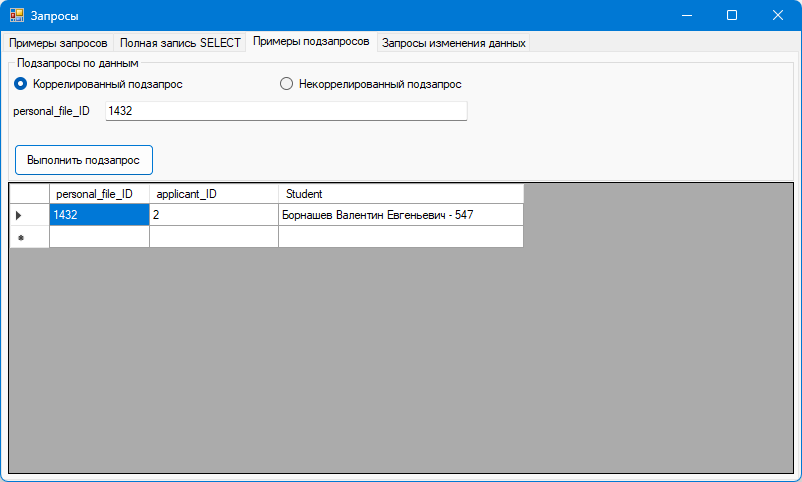 Запросы
Примеры запросов Полная запись SELECT Примеры подзапросов Запросы изменения данных
Подзапросы по данным
Коррелированный подзапрос Некоррелированный подзапрос
personal_file_ID 1432
Выполнить подзапрос
personal_file_ID applicant_ID Student
1432 2 Борнашев Валентин Евгеньевич - 547